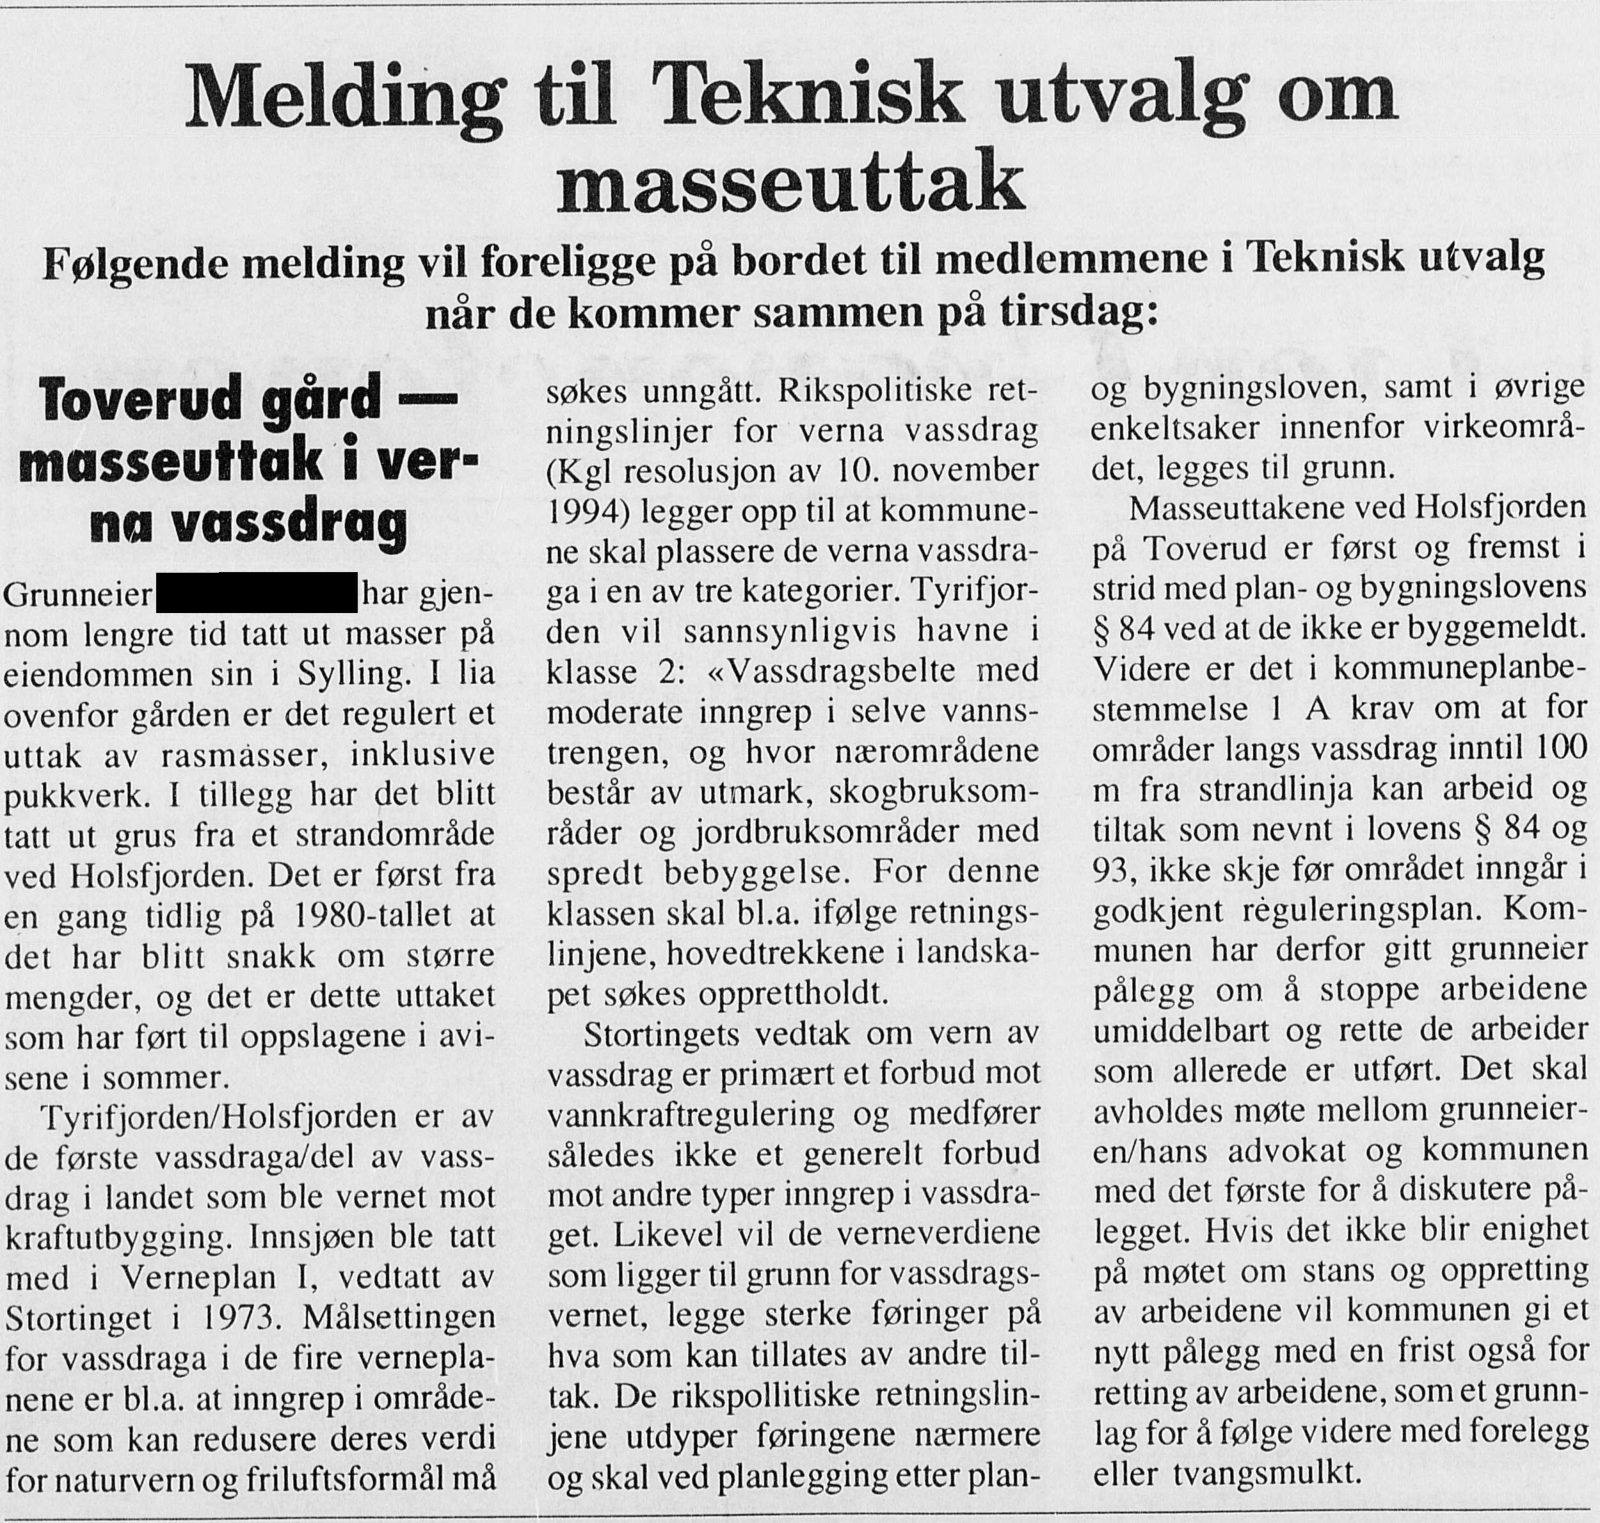 Melding til Teknisk utvalg om
masseuttak
Følgende melding vil foreligge på bordet til medlemmene i Teknisk utvalg
når de kommer sammen på tirsdag:
Toverud gård —
masseuttak i ver-
na vassdrag
Grunneier har gjen-
nom lengre tid tatt ut masser på
eiendommen sin i Sylling. I lia
ovenfor gården er det regulert et
uttak av rasmasser, inklusive
pukkverk. I tillegg har det blitt
tatt ut grus fra et strandområde
ved Holsfjorden. Det er først fra
en gang tidlig på 1980-tallet at
det har blitt snakk om større
mengder, og det er dette uttaket
som har ført til oppslagene i avi-
sene i sommer.
Tyrifjorden/Holsfjorden er av
de første vassdraga/del av vass-
drag i landet som ble vernet mot
kraftutbygging. Innsjøen ble tatt
med i Verneplan I, vedtatt av
Stortinget i 1973. Målsettingen
for vassdraga i de fire vernepla-
nene er bl.a. at inngrep i område-
ne som kan redusere deres verdi
for naturvern og friluftsformål må
søkes unngått. Rikspolitiske ret-
ningslinjer for verna vassdrag
(Kgl resolusjon av 10. november
1994) legger opp til at kommune-
ne skal plassere de verna vassdra-
ga i en av tre kategorier. Tyrifjor-
den vil sannsynligvis havne i
klasse 2: «Vassdragsbelte med
moderate inngrep i selve vanns-
trengen, og hvor nærområdene
består av utmark, skogbruksom-
råder og jordbruksområder med
spredt bebyggelse. For denne
klassen skal bl.a. ifølge retnings-
linjene, hovedtrekkene i landska-
pet søkes opprettholdt.
Stortingets vedtak om vern av
vassdrag er primært et forbud mot
vannkraftregulering og medfører
således ikke et generelt forbud
mot andre typer inngrep i vassdra-
get. Likevel vil de verneverdiene
som ligger til grunn for vassdrags-
vernet, legge sterke føringer på
hva som kan tillates av andre til-
tak. De rikspollitiske retningslin-
jene utdyper føringene nærmere
og skal ved planlegging etter plan-
og bygningsloven, samt i øvrige
enkeltsaker innenfor virkeområ-
det, legges til grunn.
Masseuttakene ved Holsfjorden
på Toverud er først og fremst i
strid med plan- og bygningslovens
§ 84 ved at de ikke er byggemeldt.
Videre er det i kommuneplanbe-
stemmelse 1 A krav om at for
områder langs vassdrag inntil 100
m fra strandlinja kan arbeid og
tiltak som nevnt i lovens § 84 og
93, ikke skje før området inngår i
godkjent reguleringsplan. Kom-
munen har derfor gitt grunneier
pålegg om å stoppe arbeidene
umiddelbart og rette de arbeider
som allerede er utført. Det skal
avholdes møte mellom grunneier-
en/hans advokat og kommunen
med det første for å diskutere på-
legget. Hvis det ikke blir enighet
på møtet om stans og oppretting
av arbeidene vil kommunen gi et
nytt pålegg med en frist også for
retting av arbeidene, som et grunn-
lag for å følge videre med forelegg
eller tvangsmulkt.